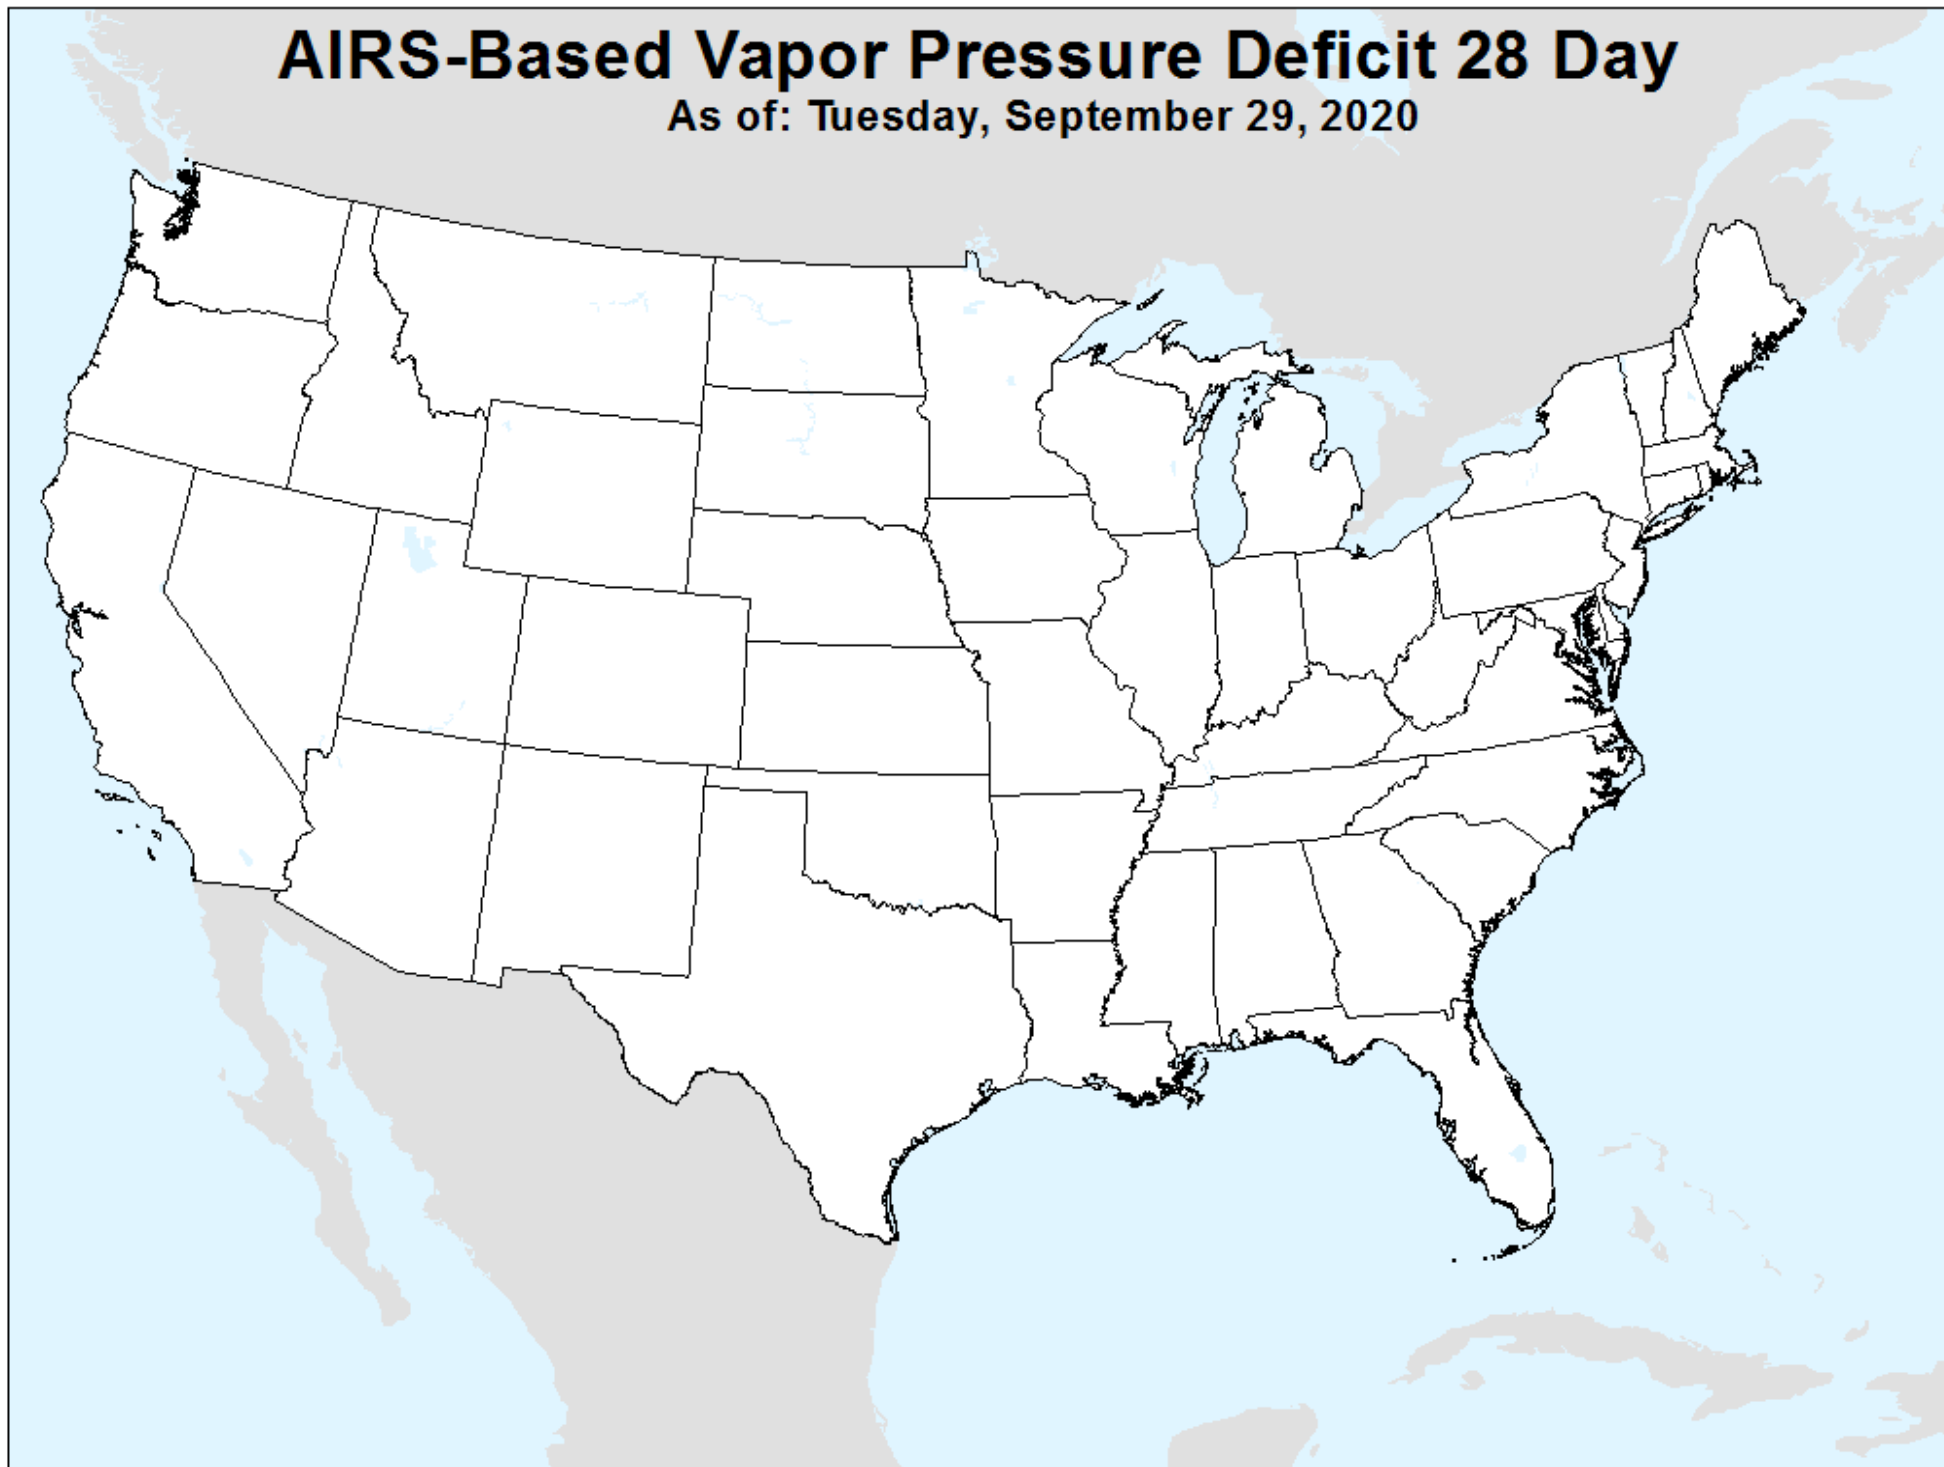 AIRS-Based Vapor Pressure Deficit 28 Day
As of: Tuesday, September 29, 2020